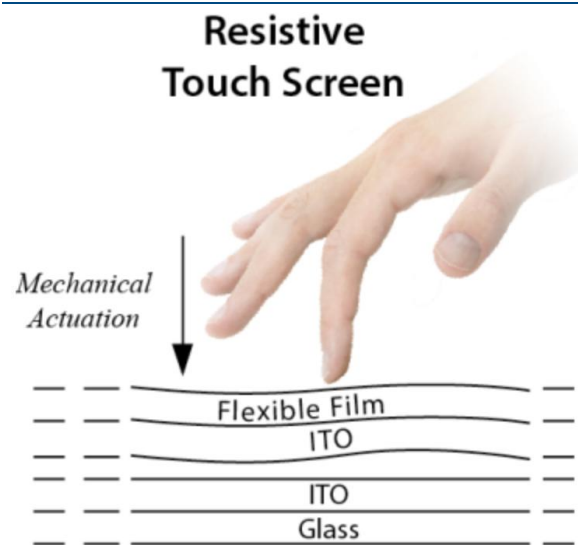 Resistive
Touch Screen
Mechanical
Actuation
Flexible Film
ITO
ITO
Glass